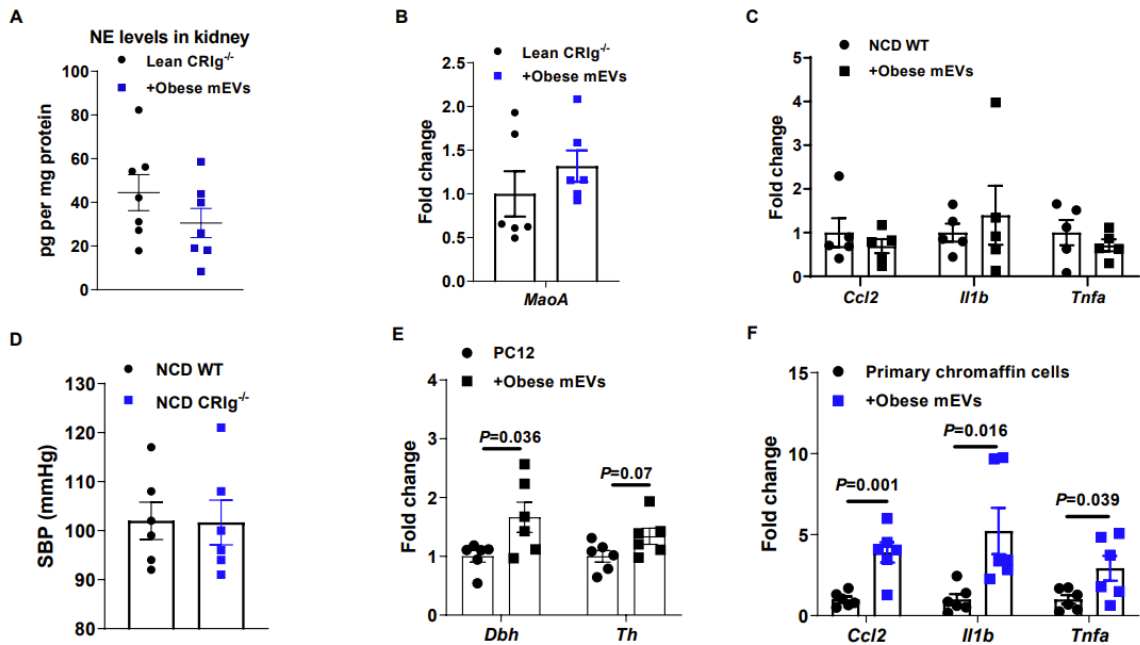 A
NE levels in kidney
Lean CRIg-/-
+Obese mEVs
pg per mg protein
100
80
60
40
20
0
B
Lean CRIg-/-
+Obese mEVs
Fold change
2.5
2.0
1.5
1.0
0.5
0.0
MaoA
C
NCD WT
+Obese mEVs
Fold change
5
4
3
2
1
0
Ccl2 Il1b Tnfa
D
NCD WT
NCD CRIg-/-
SBP (mmHg)
130
120
110
100
90
80
E
PC12
+Obese mEVs
Fold change
4
3
2
1
0
P=0.036
P=0.07
Dbh Th
F
Primary chromaffin cells
+Obese mEVs
Fold change
15
10
5
0
P=0.001
P=0.016
P=0.039
Ccl2 Il1b Tnfa